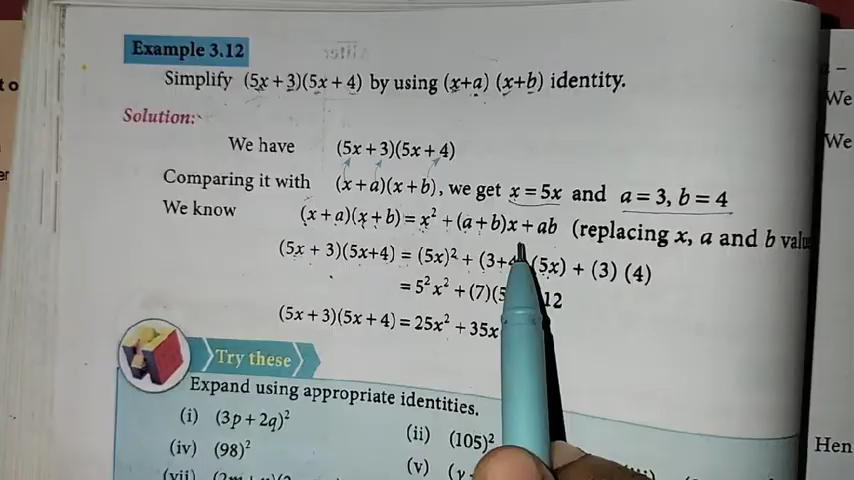 Example 3.12
Simplify (5x + 3)(5x + 4) by using (x+a) (x+b) identity.
Solution:
We have (5x + 3)(5x + 4)
Comparing it with (x+a)(x+b), we get x = 5x and a = 3, b = 4
We know (x+a)(x+b) = x² + (a+b)x + ab (replacing x, a and b
(5x + 3)(5x+4) = (5x)² + (3+4 (5x) + (3) (4)
= 5²x² + (7)(5 12
(5x+3)(5x+4) = 25x² + 35x
Try these
Expand using appropriate identities.
(i) (3p + 2q)² (ii) (105)²
(iv) (98)² (v)
(vii)
to
er
We
We
Hen